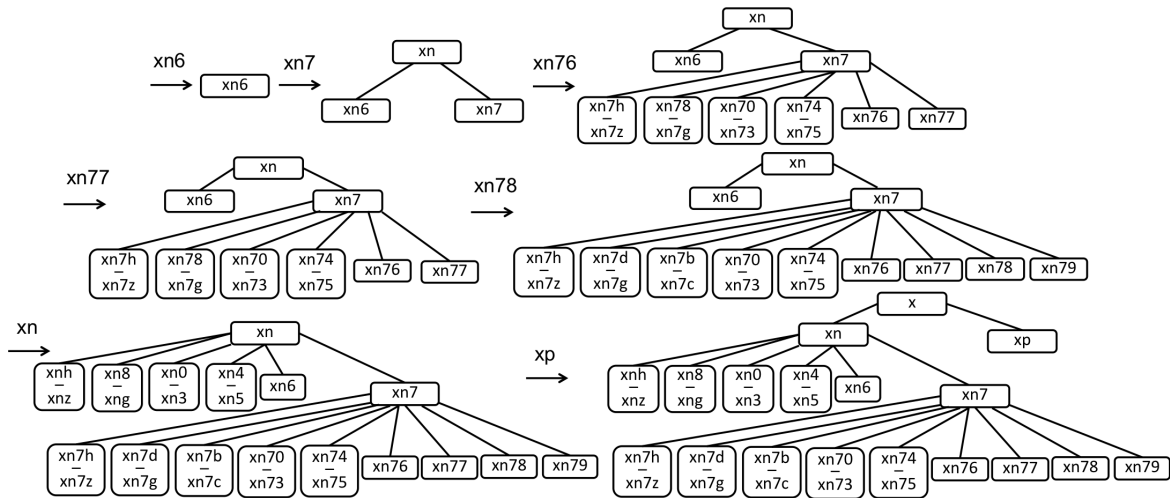 xn6
xn6
xn7
xn
xn6
xn7
xn76
xn
xn6
xn7
xn7h
–
xn7z
xn78
–
xn7g
xn70
–
xn73
xn74
–
xn75
xn76
xn77
xn77
xn
xn6
xn7
xn7h
–
xn7z
xn78
–
xn7g
xn70
–
xn73
xn74
–
xn75
xn76
xn77
xn78
xn
xn6
xn7
xn7h
–
xn7z
xn7d
–
xn7g
xn7b
–
xn7c
xn70
–
xn73
xn74
–
xn75
xn76
xn77
xn78
xn79
xn
xn
xnh
–
xnz
xn8
–
xng
xn0
–
xn3
xn4
–
xn5
xn6
xn7
xn7h
–
xn7z
xn7d
–
xn7g
xn7b
–
xn7c
xn70
–
xn73
xn74
–
xn75
xn76
xn77
xn78
xn79
xp
x
xn
xp
xnh
–
xnz
xn8
–
xng
xn0
–
xn3
xn4
–
xn5
xn6
xn7
xn7h
–
xn7z
xn7d
–
xn7g
xn7b
–
xn7c
xn70
–
xn73
xn74
–
xn75
xn76
xn77
xn78
xn79